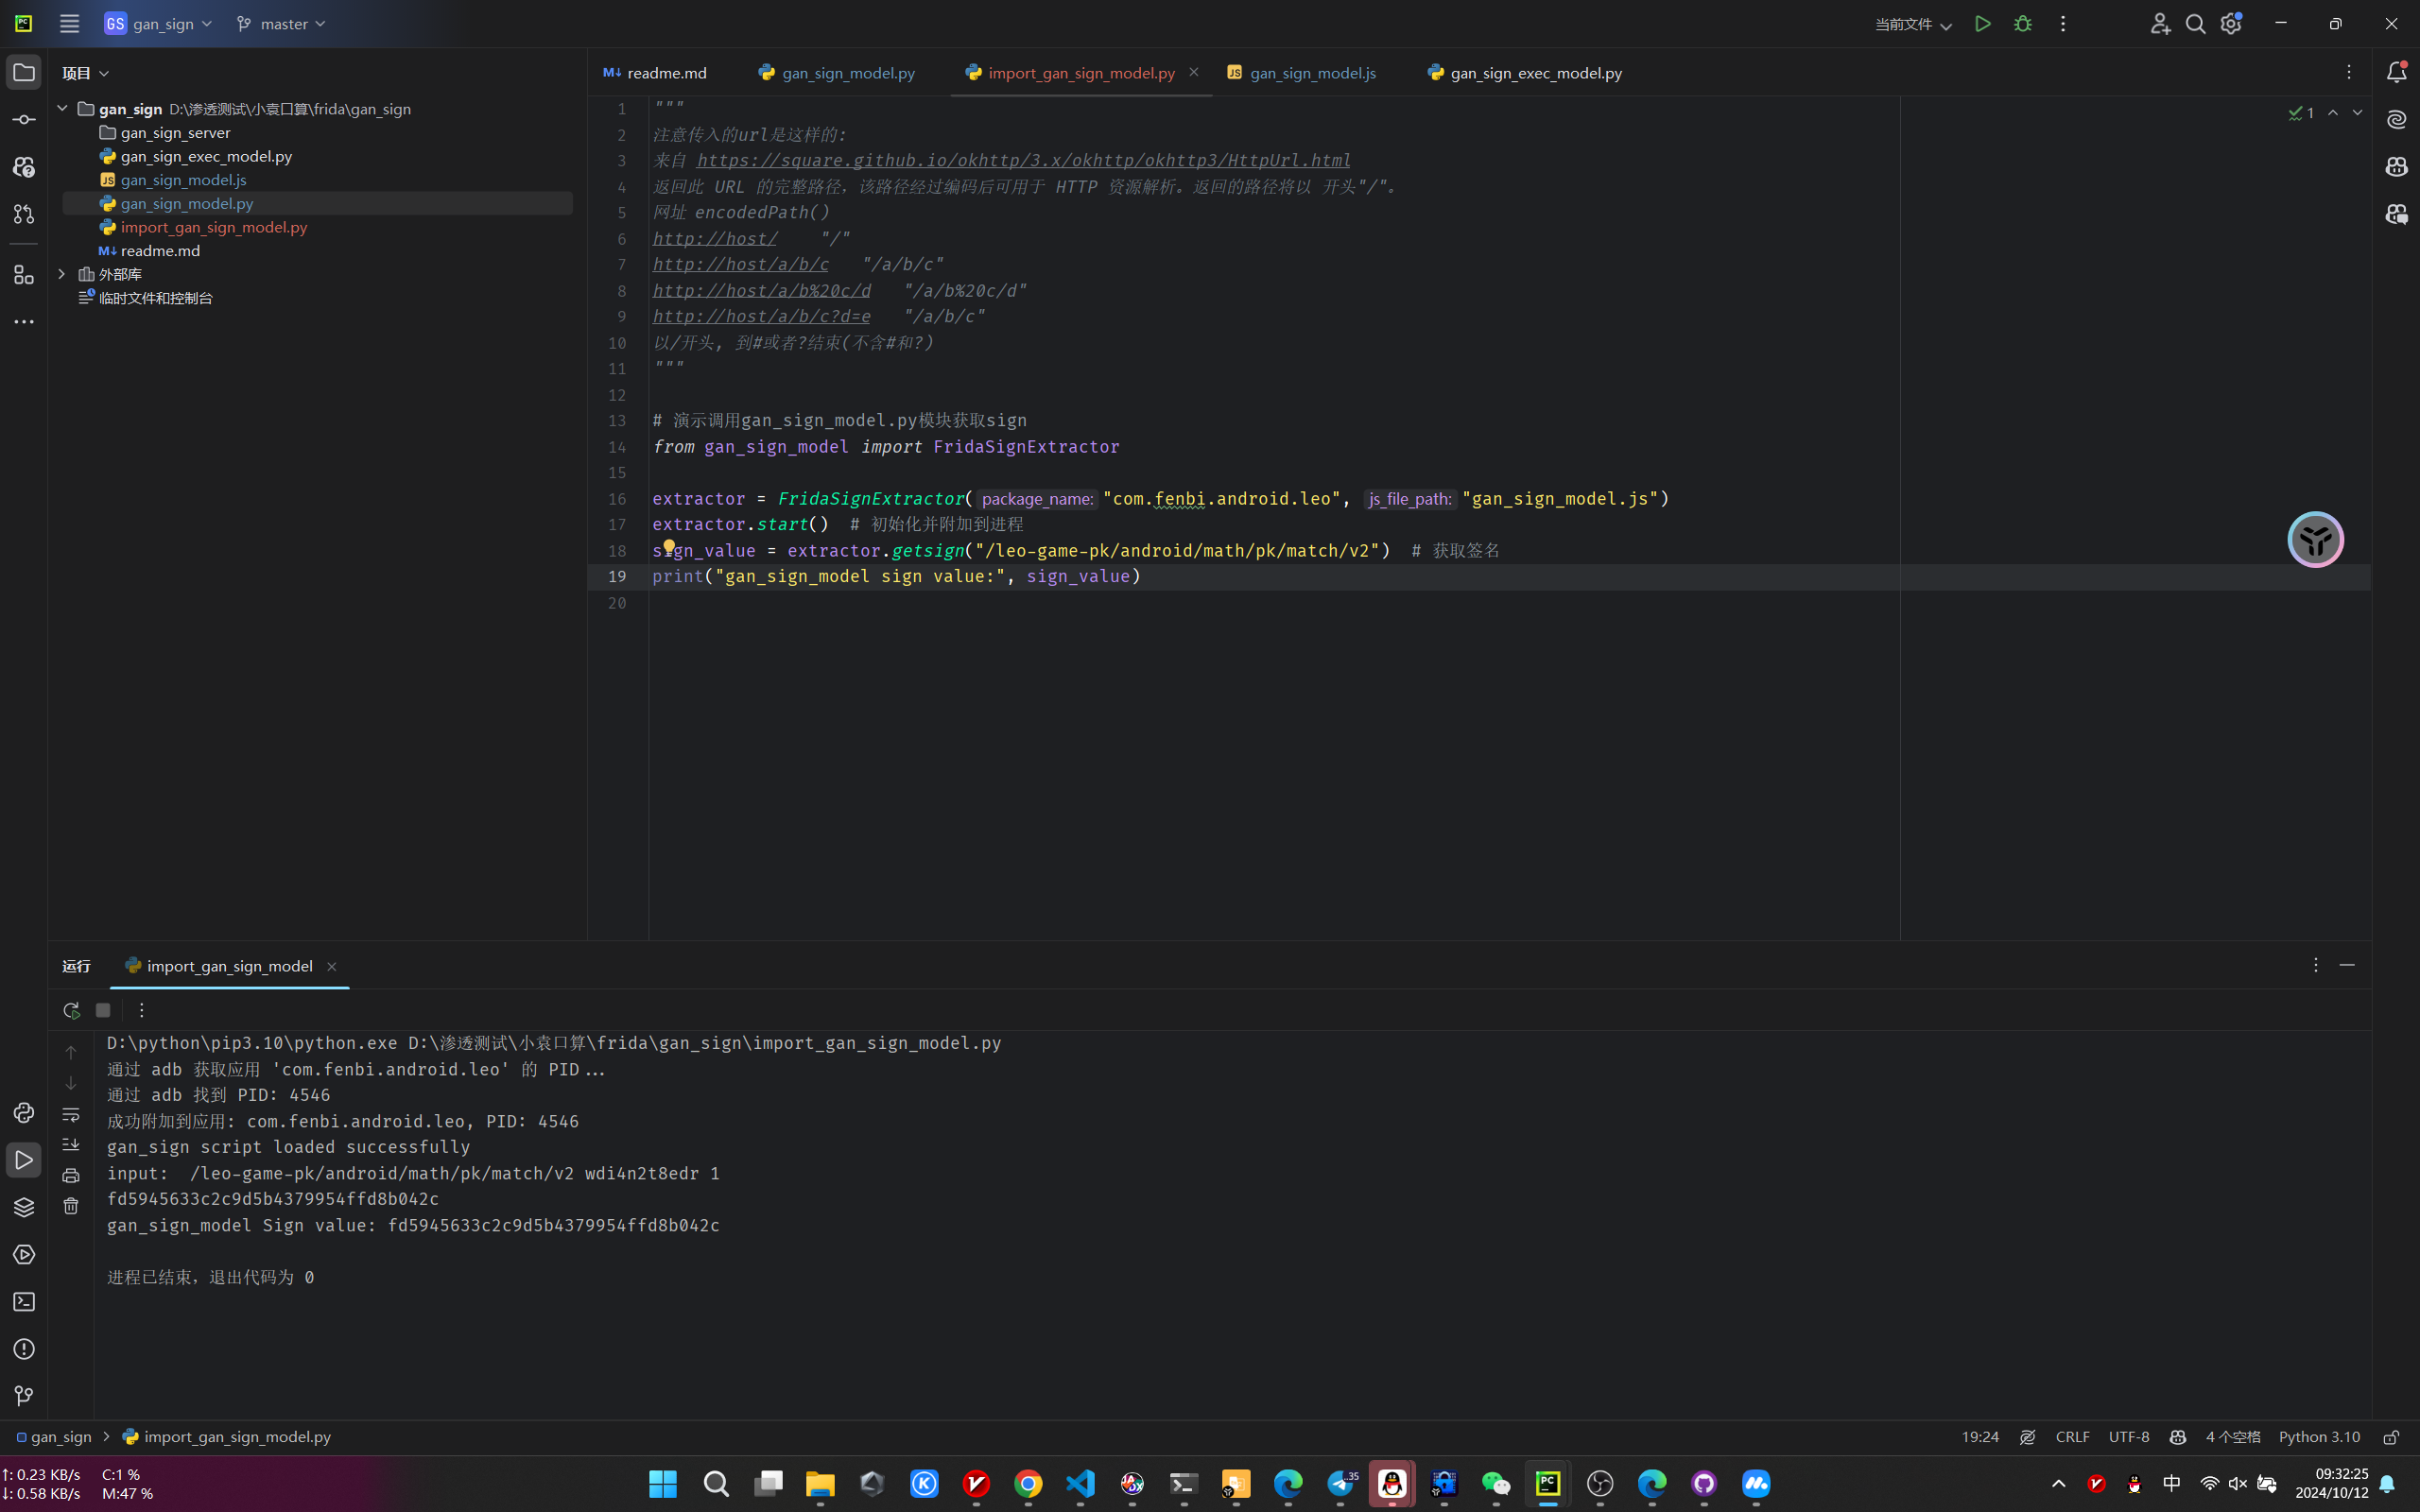 GS gan_sign master 当前文件
项目
gan_sign D:\渗透测试\小袁口算\frida\gan_sign
gan_sign_server
gan_sign_exec_model.py
JS gan_sign_model.js
gan_sign_model.py
import_gan_sign_model.py
M↓ readme.md
外部库
临时文件和控制台
M↓ readme.md gan_sign_model.py import_gan_sign_model.py JS gan_sign_model.js gan_sign_exec_model.py
1 """
2 注意传入的url是这样的:
3 来自 https://square.github.io/okhttp/3.x/okhttp/okhttp3/HttpUrl.html
4 返回此 URL 的完整路径，该路径经过编码后可用于 HTTP 资源解析。返回的路径将以 开头"/"。
5 网址 encodedPath()
6 http://host/ "/"
7 http://host/a/b/c "/a/b/c"
8 http://host/a/b%20c/d "/a/b%20c/d"
9 http://host/a/b/c?d=e "/a/b/c"
10 以/开头, 到#或者?结束(不含#和?)
11 """
12
13 # 演示调用gan_sign_model.py模块获取sign
14 from gan_sign_model import FridaSignExtractor
15
16 extractor = FridaSignExtractor( package_name: "com.fenbi.android.leo", js_file_path: "gan_sign_model.js")
17 extractor.start() # 初始化并附加到进程
18 sign_value = extractor.getsign("/leo-game-pk/android/math/pk/match/v2") # 获取签名
19 print("gan_sign_model sign value:", sign_value)
20
1
运行 import_gan_sign_model
D:\python\pip3.10\python.exe D:\渗透测试\小袁口算\frida\gan_sign\import_gan_sign_model.py
通过 adb 获取应用 'com.fenbi.android.leo' 的 PID...
通过 adb 找到 PID: 4546
成功附加到应用: com.fenbi.android.leo, PID: 4546
gan_sign script loaded successfully
input:  /leo-game-pk/android/math/pk/match/v2 wdi4n2t8edr 1
fd5945633c2c9d5b4379954ffd8b042c
gan_sign_model Sign value: fd5945633c2c9d5b4379954ffd8b042c
进程已结束，退出代码为 0
gan_sign > import_gan_sign_model.py 19:24 CRLF UTF-8 4 个空格 Python 3.10
↑: 0.23 KB/s C:1 %
↓: 0.58 KB/s M:47 %
.35
PC
中
09:32:25
2024/10/12